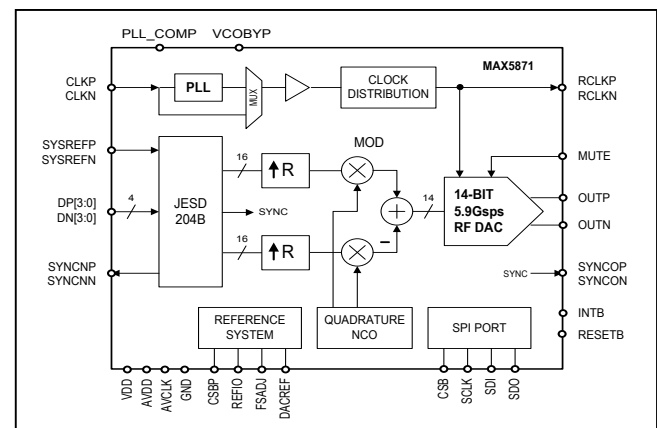 PLL_COMP VCOBYP
MAX5871
CLKP
CLKN
PLL
MUX
CLOCK
DISTRIBUTION
RCLKP
RCLKN
SYSREFP
SYSREFN
MOD
MUTE
16
R
JESD
204B
DP[3:0]
DN[3:0]
4
SYNC
14
14-BIT
5.9Gsps
RF DAC
OUTP
OUTN
16
R
SYNCNP
SYNCNN
SYNC
SYNCOP
SYNCON
REFERENCE
SYSTEM
QUADRATURE
NCO
SPI PORT
INTB
RESETB
VDD
AVDD
AVCLK
GND
CSBP
REFIO
FSADJ
DACREF
CSB
SCLK
SDI
SDO